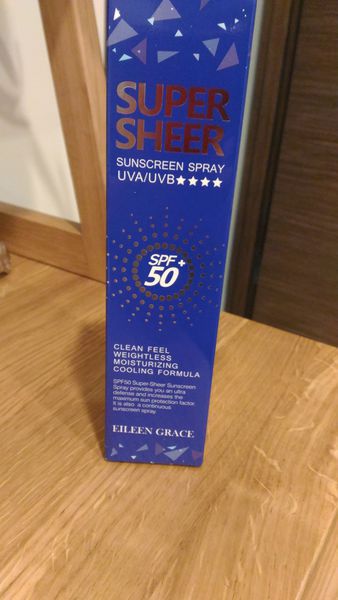 SUPER
SHEER
SUNSCREEN SPRAY
UVA/UVB★★★★
SPF+
50
CLEAN FEEL
WEIGHTLESS
MOISTURIZING
COOLING FORMULA
SPF50 Super-Sheer Sunscreen
Spray provides you an ultra
defense and increases the
maximum sun protection factor.
It is also a continuous
sunscreen spray.
EILEEN GRACE